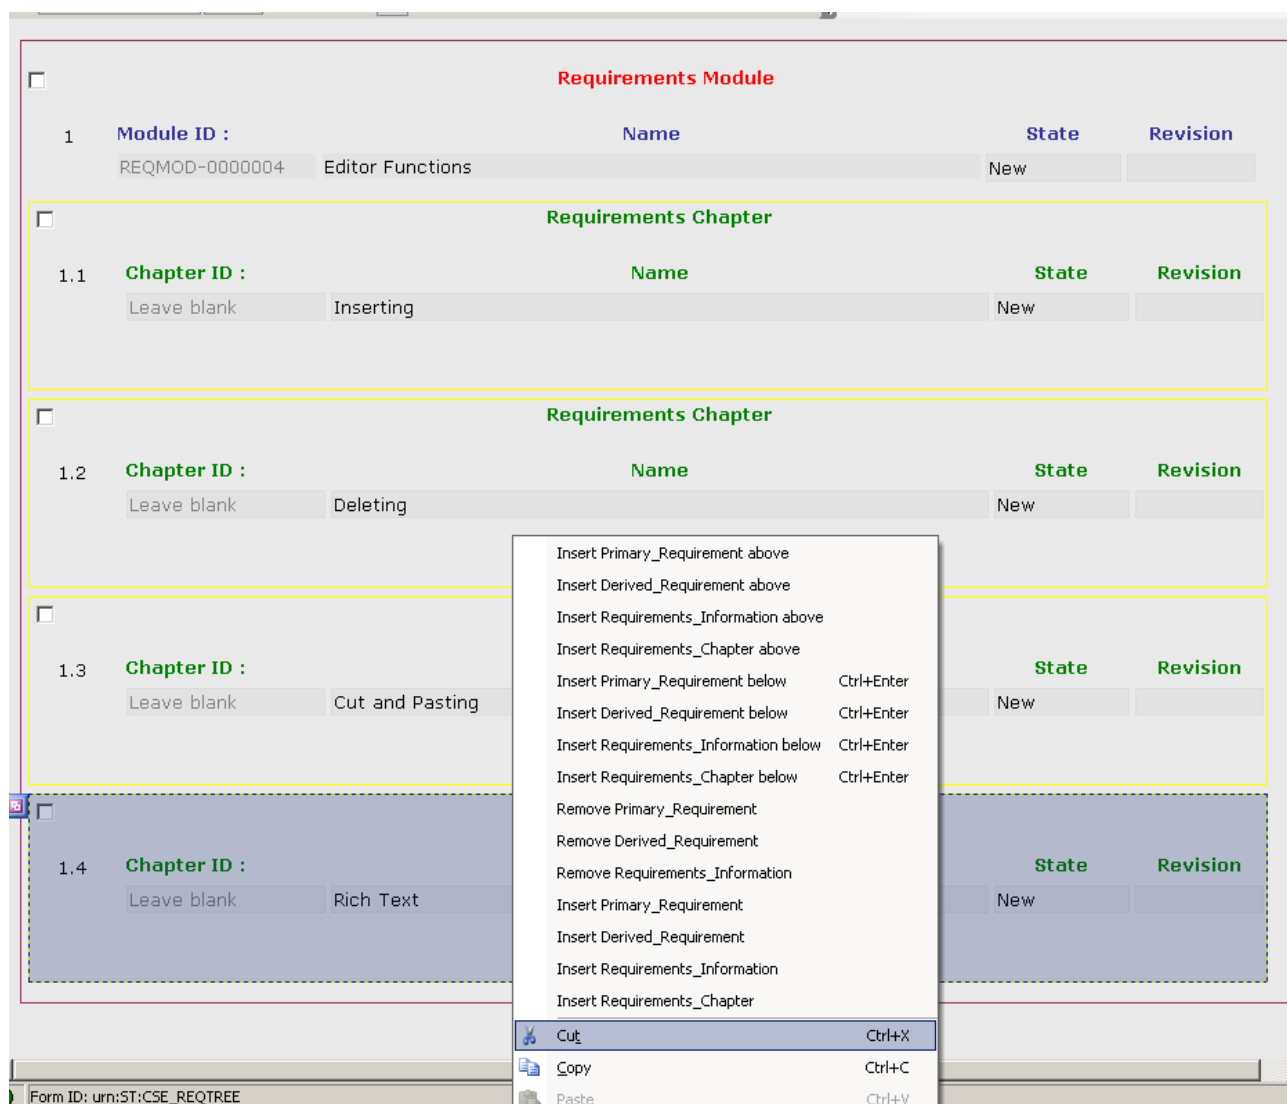 Requirements Module
1 Module ID : Name State Revision
REQMOD-0000004 Editor Functions New
Requirements Chapter
1.1 Chapter ID : Name State Revision
Leave blank Inserting New
Requirements Chapter
1.2 Chapter ID : Name State Revision
Leave blank Deleting New
1.3 Chapter ID : State Revision
Leave blank Cut and Pasting New
1.4 Chapter ID : State Revision
Leave blank Rich Text New
Insert Primary_Requirement above
Insert Derived_Requirement above
Insert Requirements_Information above
Insert Requirements_Chapter above
Insert Primary_Requirement below Ctrl+Enter
Insert Derived_Requirement below Ctrl+Enter
Insert Requirements_Information below Ctrl+Enter
Insert Requirements_Chapter below Ctrl+Enter
Remove Primary_Requirement
Remove Derived_Requirement
Remove Requirements_Information
Insert Primary_Requirement
Insert Derived_Requirement
Insert Requirements_Information
Insert Requirements_Chapter
Cut Ctrl+X
Copy Ctrl+C
Paste Ctrl+V
Form ID: urn:ST:CSE_REQTREE